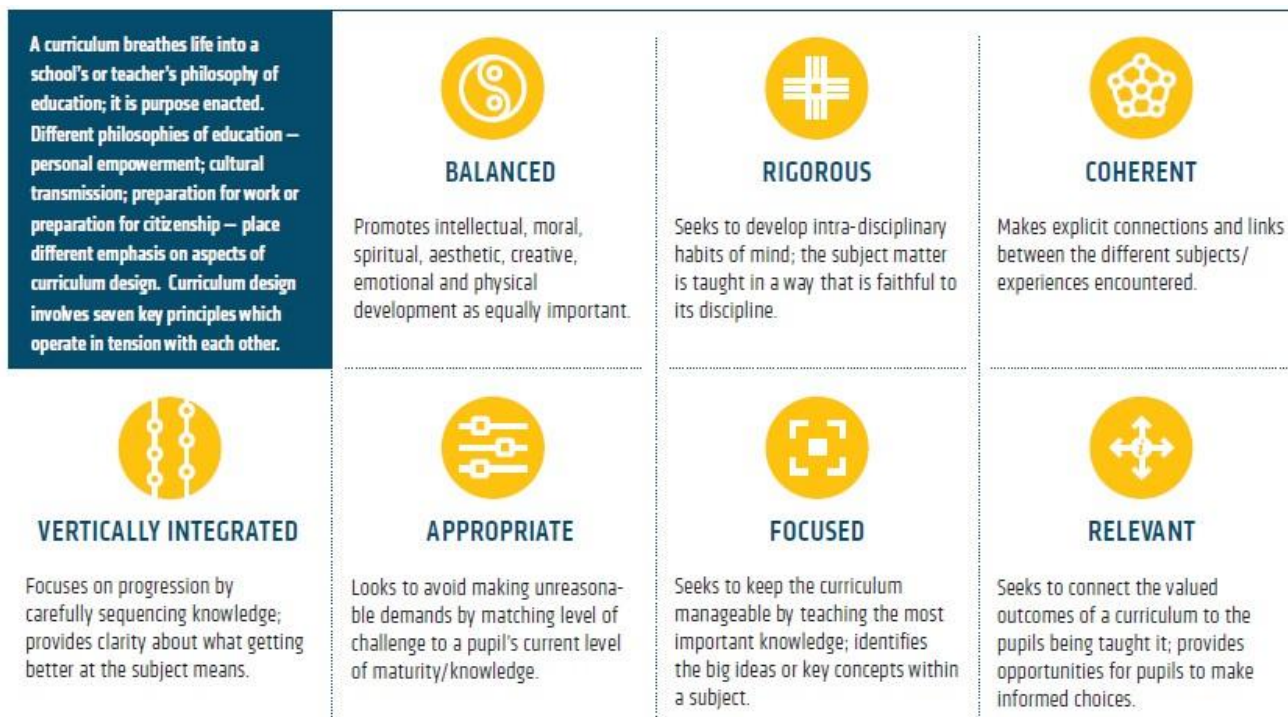 A curriculum breathes life into a
school's or teacher's philosophy of
education; it is purpose enacted.
Different philosophies of education —
personal empowerment; cultural
transmission; preparation for work or
preparation for citizenship — place
different emphasis on aspects of
curriculum design. Curriculum design
involves seven key principles which
operate in tension with each other.
BALANCED
Promotes intellectual, moral,
spiritual, aesthetic, creative,
emotional and physical
development as equally important.
RIGOROUS
Seeks to develop intra-disciplinary
habits of mind; the subject matter
is taught in a way that is faithful to
its discipline.
COHERENT
Makes explicit connections and links
between the different subjects/
experiences encountered.
VERTICALLY INTEGRATED
Focuses on progression by
carefully sequencing knowledge;
provides clarity about what getting
better at the subject means.
APPROPRIATE
Looks to avoid making unreasona-
ble demands by matching level of
challenge to a pupil's current level
of maturity/knowledge.
FOCUSED
Seeks to keep the curriculum
manageable by teaching the most
important knowledge; identifies
the big ideas or key concepts within
a subject.
i
RELEVANT
Seeks to connect the valued
outcomes of a curriculum to the
pupils being taught it; provides
opportunities for pupils to make
informed choices.